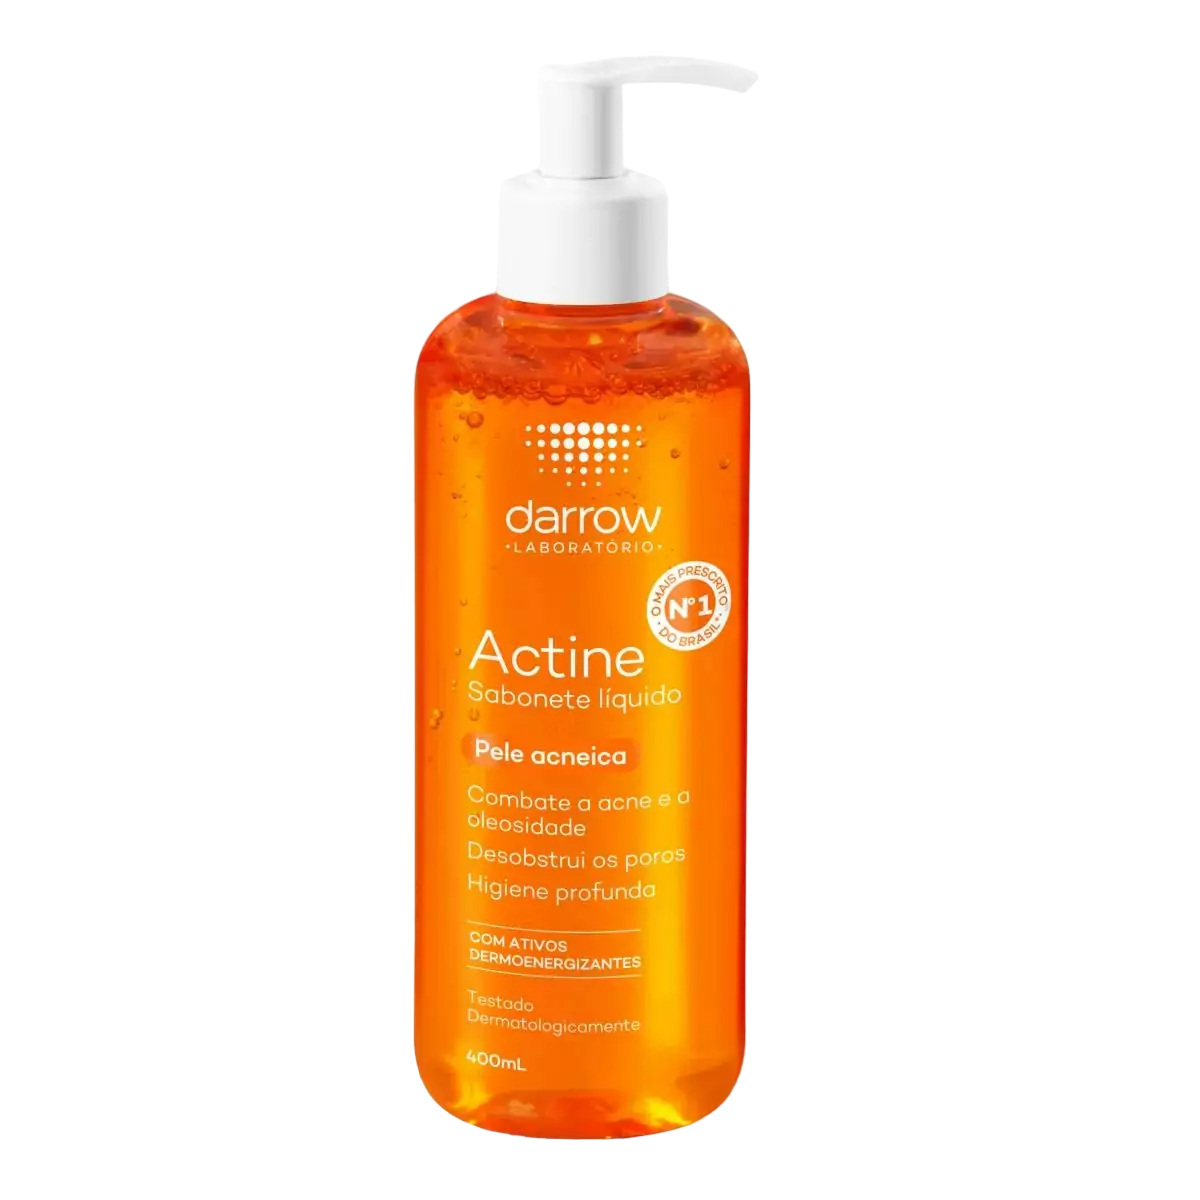 darrow
•LABORATÓRIO•
O MAIS PRESCRITO
Nº1
• DO BRASIL*•
Actine
Sabonete líquido
Pele acneica
Combate a acne e a
oleosidade
Desobstrui os poros
Higiene profunda
COM ATIVOS
DERMOENERGIZANTES
Testado
Dermatologicamente
400mL